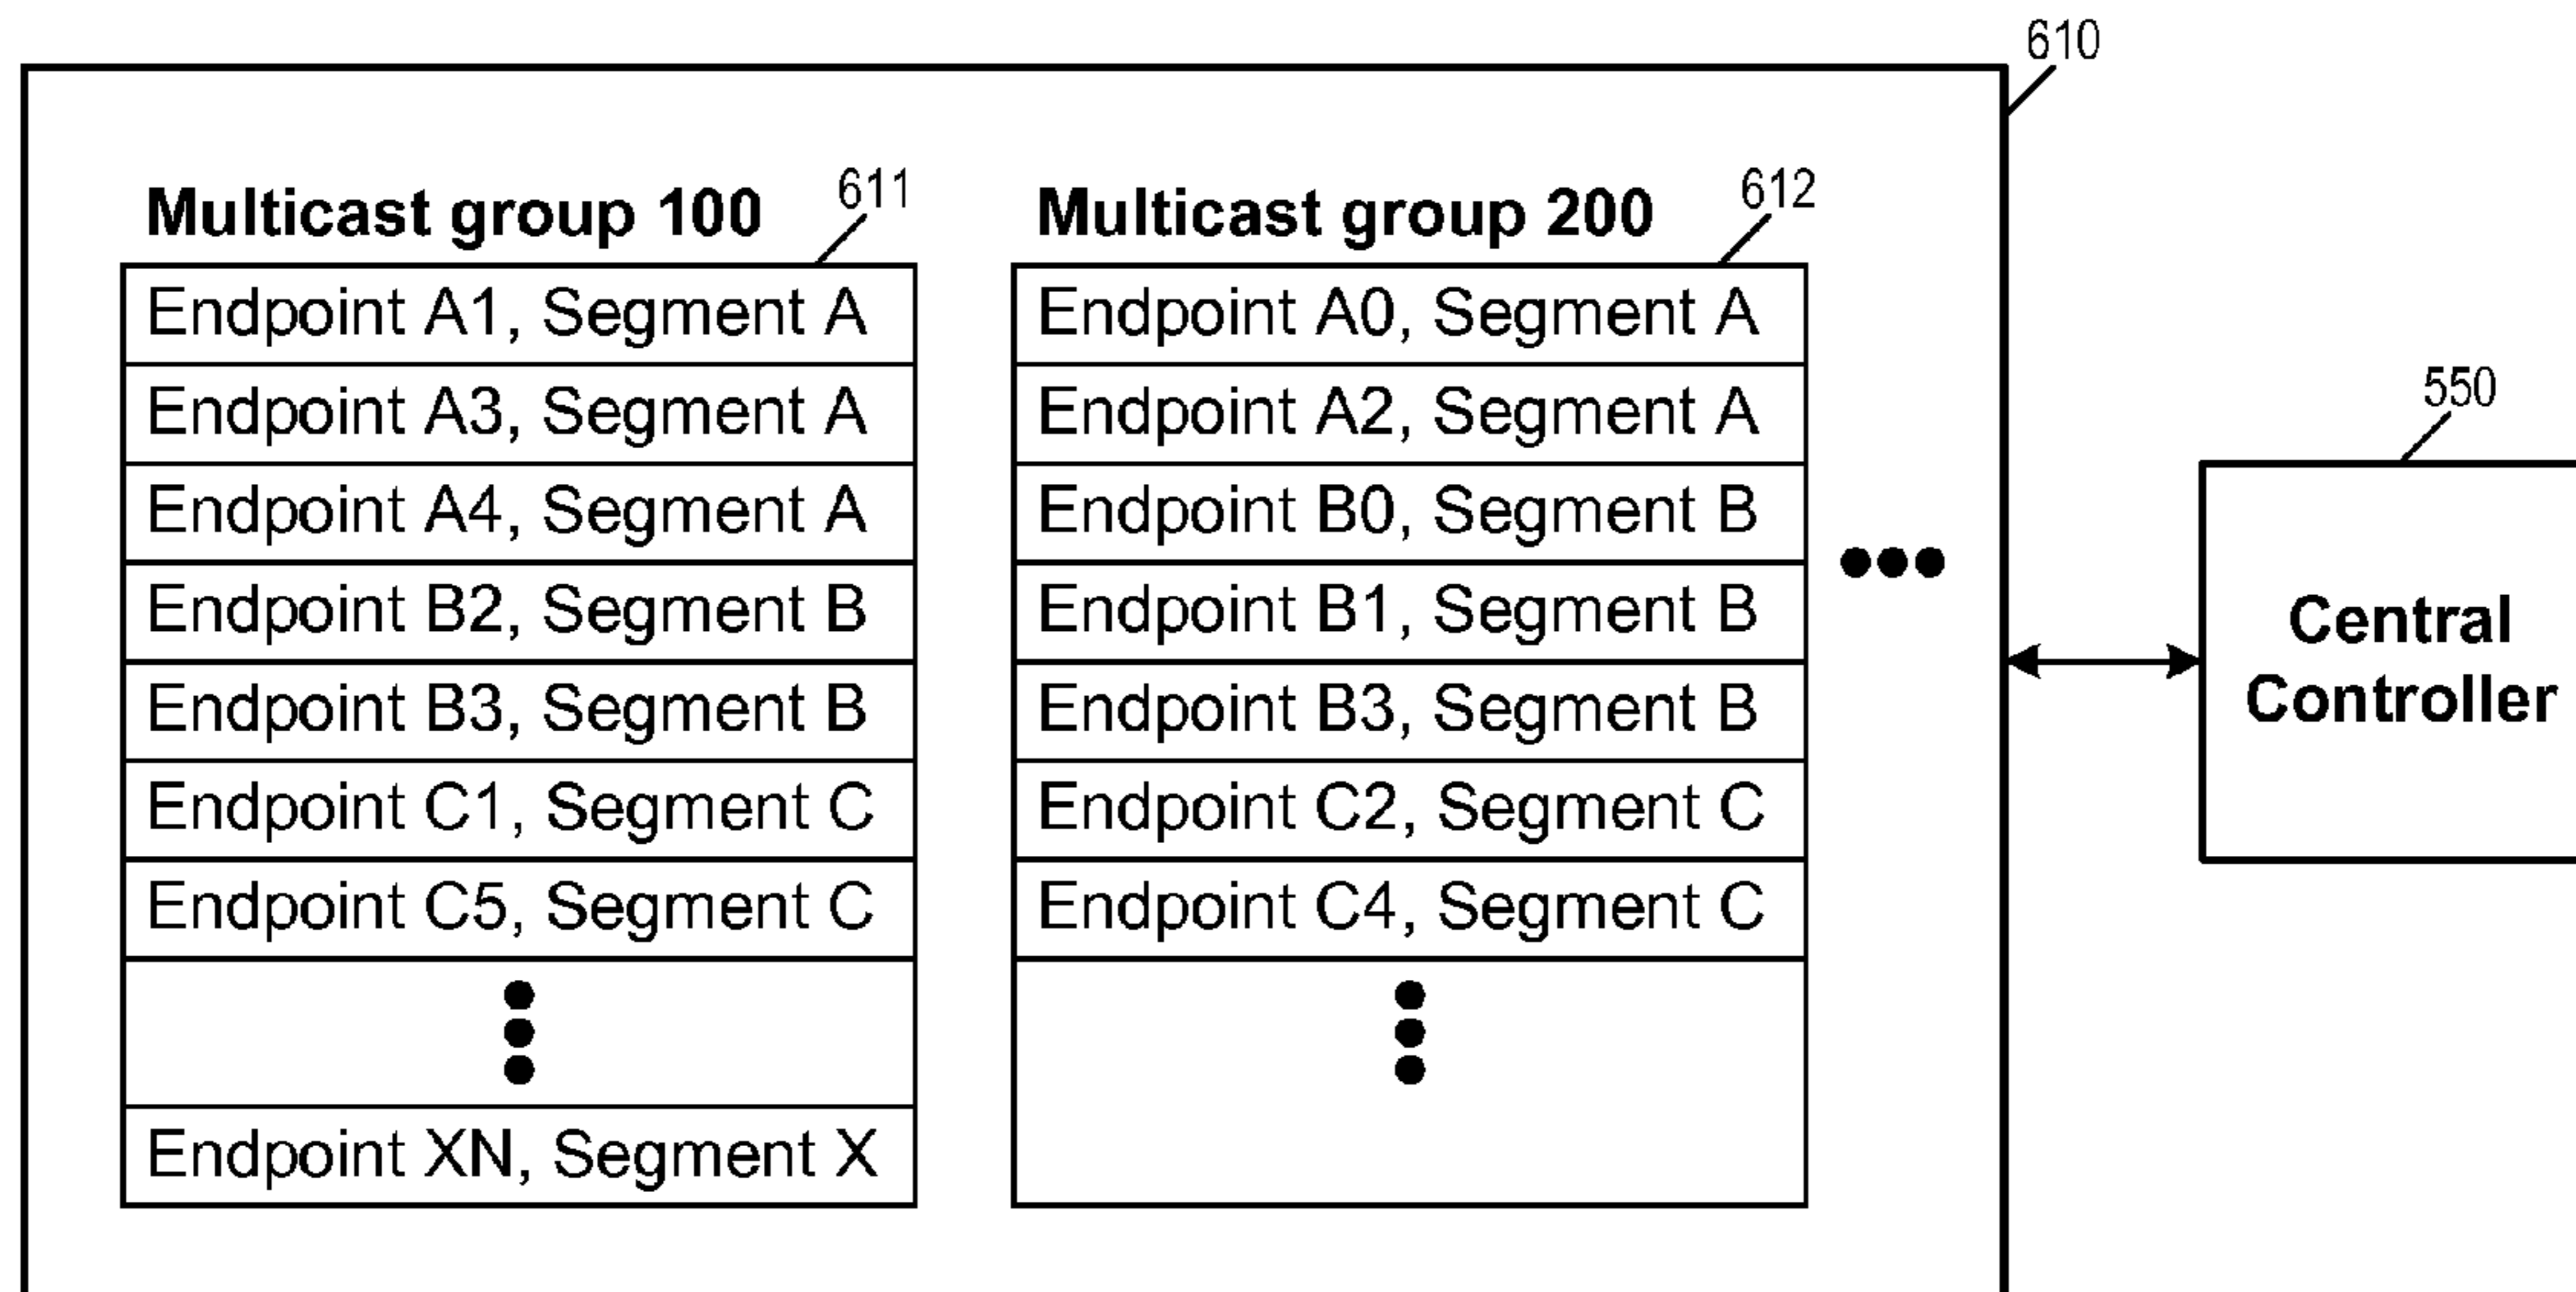 610
Multicast group 100
611
Endpoint A1, Segment A
Endpoint A3, Segment A
Endpoint A4, Segment A
Endpoint B2, Segment B
Endpoint B3, Segment B
Endpoint C1, Segment C
Endpoint C5, Segment C
Endpoint XN, Segment X
Multicast group 200
612
Endpoint A0, Segment A
Endpoint A2, Segment A
Endpoint B0, Segment B
Endpoint B1, Segment B
Endpoint B3, Segment B
Endpoint C2, Segment C
Endpoint C4, Segment C
550
Central
Controller